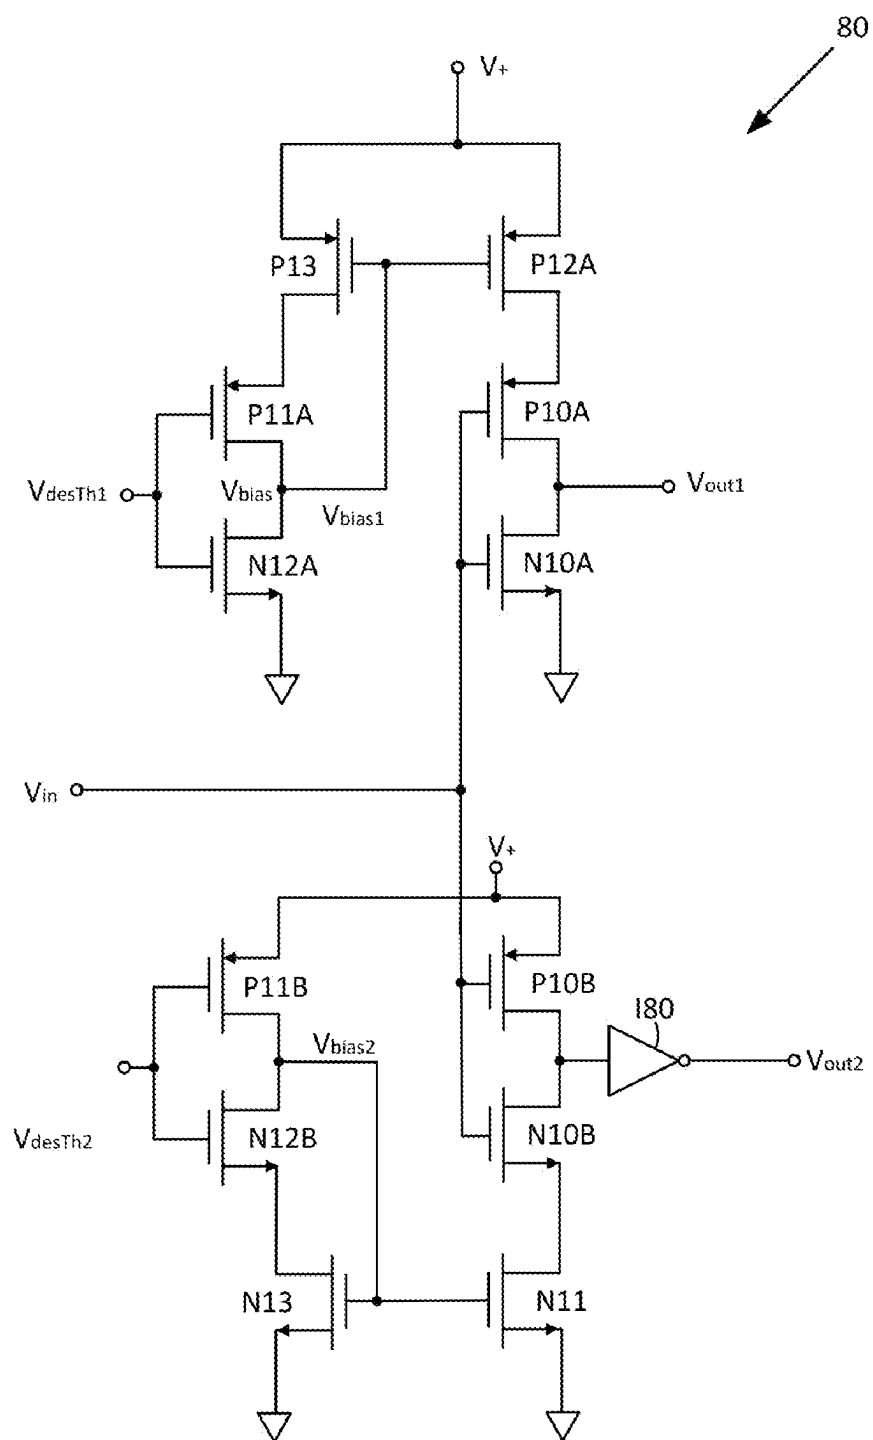 80
V+
P13
P12A
P11A
P10A
VdesTh1
Vbias
Vout1
Vbias1
N12A
N10A
Vin
V+
P11B
P10B
I80
Vbias2
Vout2
VdesTh2
N12B
N10B
N13
N11